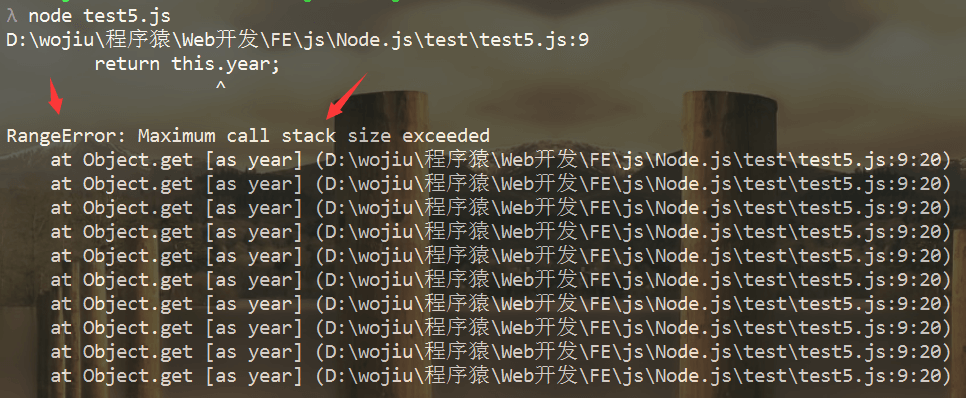 λ node test5.js
D:\wojiu\程序猿\Web开发\FE\js\Node.js\test\test5.js:9
        return this.year;
                   ^
RangeError: Maximum call stack size exceeded
    at Object.get [as year] (D:\wojiu\程序猿\Web开发\FE\js\Node.js\test\test5.js:9:20)
    at Object.get [as year] (D:\wojiu\程序猿\Web开发\FE\js\Node.js\test\test5.js:9:20)
    at Object.get [as year] (D:\wojiu\程序猿\Web开发\FE\js\Node.js\test\test5.js:9:20)
    at Object.get [as year] (D:\wojiu\程序猿\Web开发\FE\js\Node.js\test\test5.js:9:20)
    at Object.get [as year] (D:\wojiu\程序猿\Web开发\FE\js\Node.js\test\test5.js:9:20)
    at Object.get [as year] (D:\wojiu\程序猿\Web开发\FE\js\Node.js\test\test5.js:9:20)
    at Object.get [as year] (D:\wojiu\程序猿\Web开发\FE\js\Node.js\test\test5.js:9:20)
    at Object.get [as year] (D:\wojiu\程序猿\Web开发\FE\js\Node.js\test\test5.js:9:20)
    at Object.get [as year] (D:\wojiu\程序猿\Web开发\FE\js\Node.js\test\test5.js:9:20)
    at Object.get [as year] (D:\wojiu\程序猿\Web开发\FE\js\Node.js\test\test5.js:9:20)